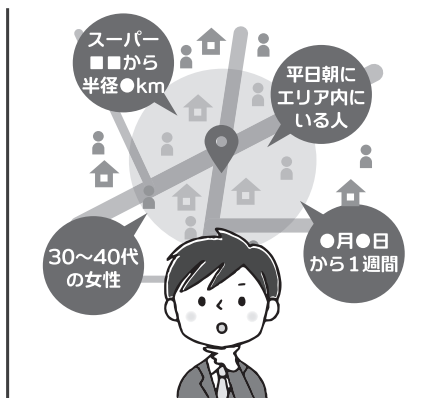 スーパー
■■から
半径●km
平日朝に
エリア内に
いる人
30〜40代
の女性
●月●日
から1週間